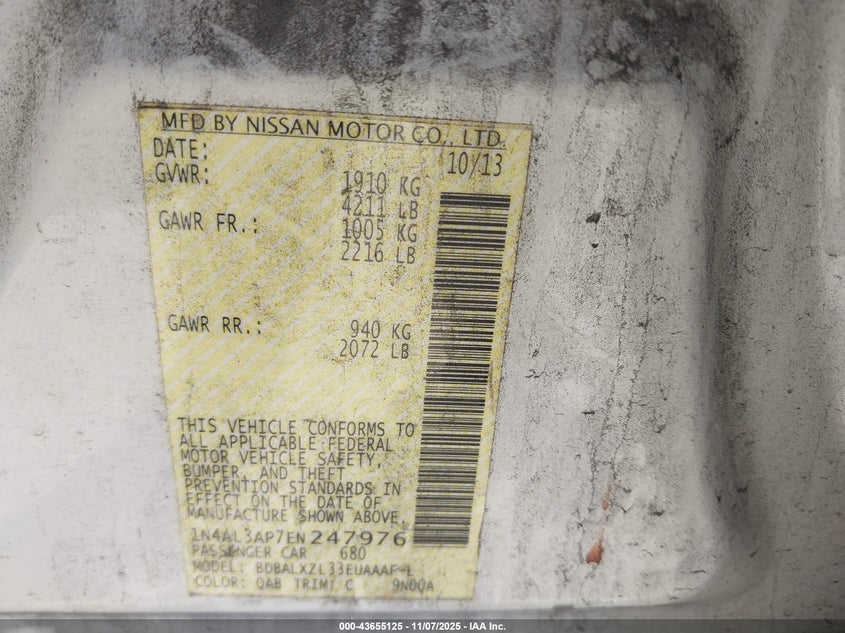 MFD BY NISSAN MOTOR CO., LTD.
DATE: 10/13
GVWR: 1910 KG
4211 LB
GAWR FR.: 1005 KG
2216 LB
GAWR RR.: 940 KG
2072 LB
THIS VEHICLE CONFORMS TO
ALL APPLICABLE FEDERAL
MOTOR VEHICLE SAFETY,
BUMPER, AND THEFT
PREVENTION STANDARDS IN
EFFECT ON THE DATE OF
MANUFACTURE SHOWN ABOVE.
1N4AL3AP7EN247976
PASSENGER CAR 680
MODEL: BDBALXZL33EUAAAF-L
COLOR: QAB TRIM: C 9N00A
000-43655125 - 11/07/2025 - IAA Inc.